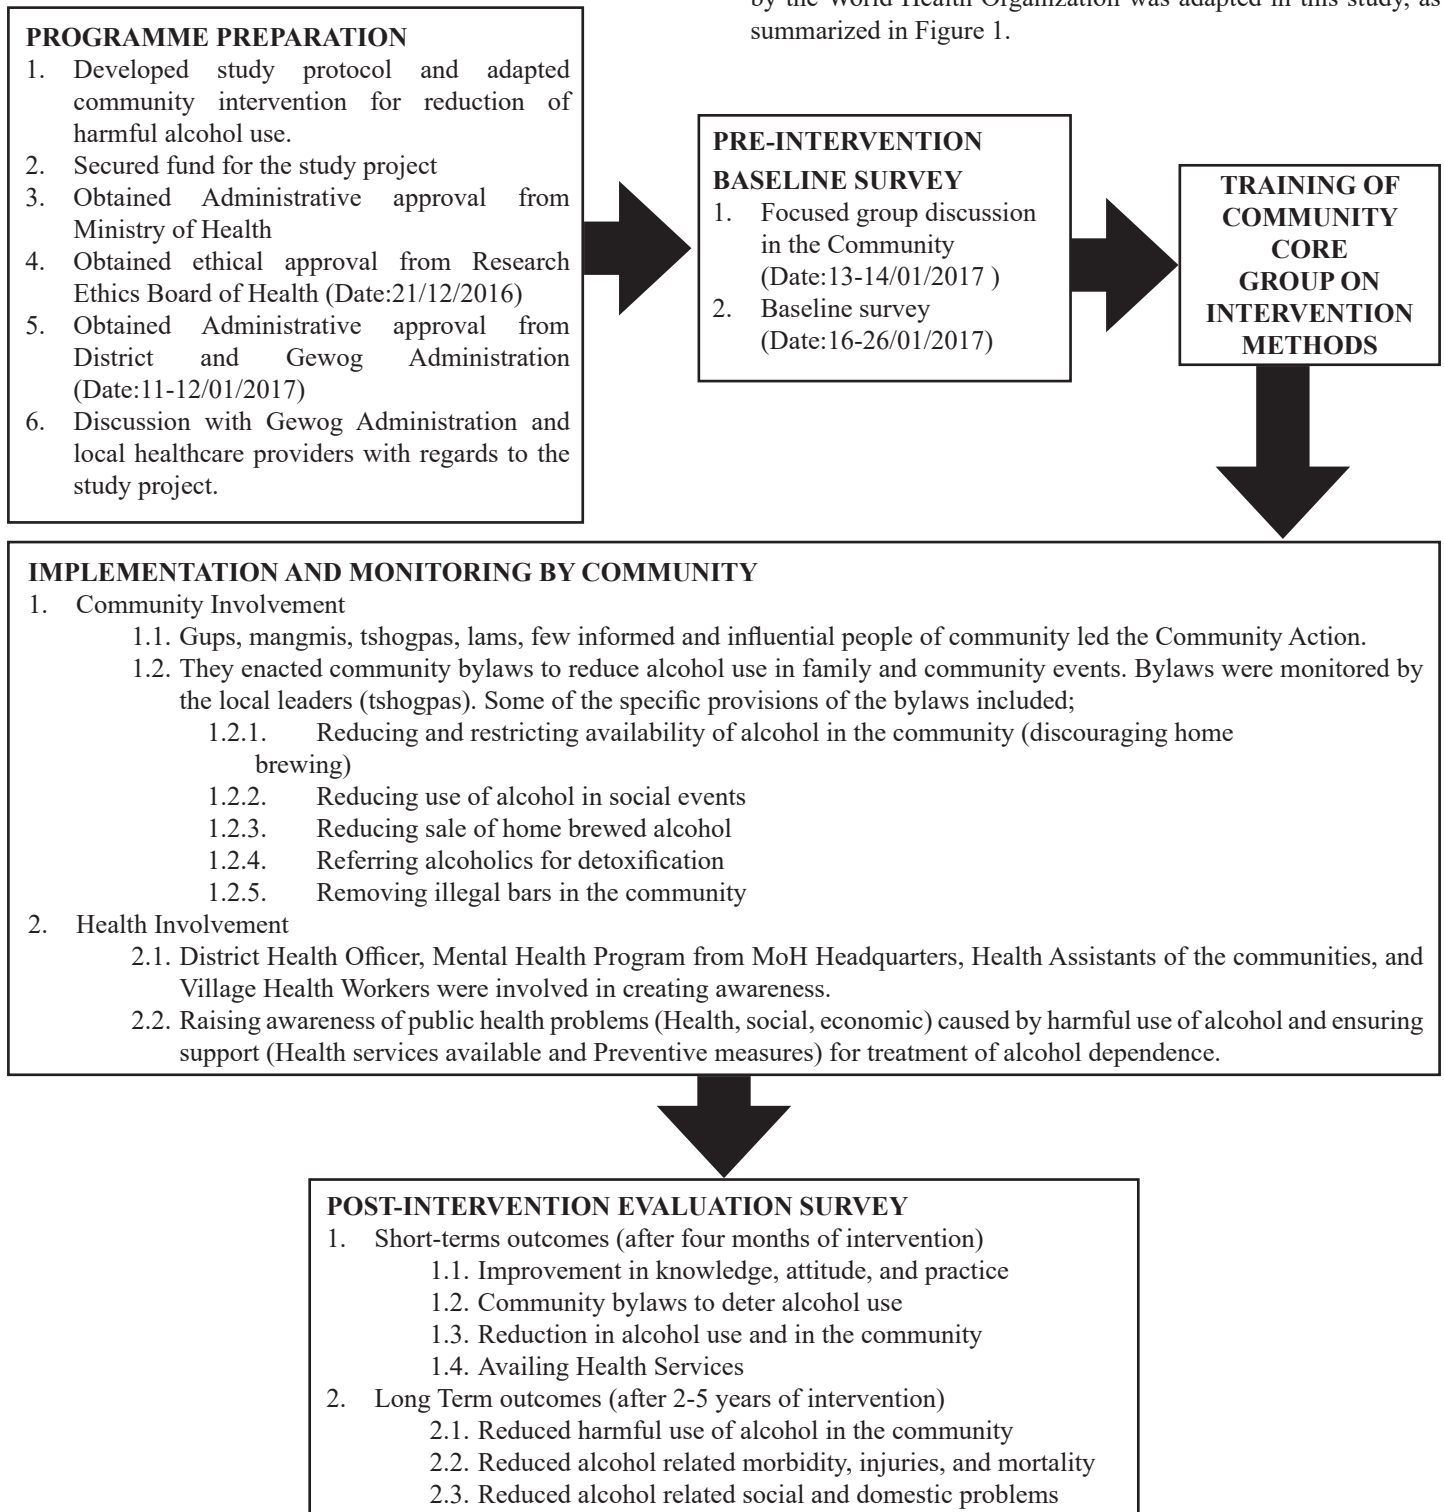 by the World Health Organization was adapted in this study, as
summarized in Figure 1.
PROGRAMME PREPARATION
1. Developed study protocol and adapted
community intervention for reduction of
harmful alcohol use.
2. Secured fund for the study project
3. Obtained Administrative approval from
Ministry of Health
4. Obtained ethical approval from Research
Ethics Board of Health (Date:21/12/2016)
5. Obtained Administrative approval from
District and Gewog Administration
(Date:11-12/01/2017)
6. Discussion with Gewog Administration and
local healthcare providers with regards to the
study project.
PRE-INTERVENTION
BASELINE SURVEY
1. Focused group discussion
in the Community
(Date:13-14/01/2017 )
2. Baseline survey
(Date:16-26/01/2017)
TRAINING OF
COMMUNITY
CORE
GROUP ON
INTERVENTION
METHODS
IMPLEMENTATION AND MONITORING BY COMMUNITY
1. Community Involvement
1.1. Gups, mangmis, tshogpas, lams, few informed and influential people of community led the Community Action.
1.2. They enacted community bylaws to reduce alcohol use in family and community events. Bylaws were monitored by
the local leaders (tshogpas). Some of the specific provisions of the bylaws included;
1.2.1. Reducing and restricting availability of alcohol in the community (discouraging home
brewing)
1.2.2. Reducing use of alcohol in social events
1.2.3. Reducing sale of home brewed alcohol
1.2.4. Referring alcoholics for detoxification
1.2.5. Removing illegal bars in the community
2. Health Involvement
2.1. District Health Officer, Mental Health Program from MoH Headquarters, Health Assistants of the communities, and
Village Health Workers were involved in creating awareness.
2.2. Raising awareness of public health problems (Health, social, economic) caused by harmful use of alcohol and ensuring
support (Health services available and Preventive measures) for treatment of alcohol dependence.
POST-INTERVENTION EVALUATION SURVEY
1. Short-terms outcomes (after four months of intervention)
1.1. Improvement in knowledge, attitude, and practice
1.2. Community bylaws to deter alcohol use
1.3. Reduction in alcohol use and in the community
1.4. Availing Health Services
2. Long Term outcomes (after 2-5 years of intervention)
2.1. Reduced harmful use of alcohol in the community
2.2. Reduced alcohol related morbidity, injuries, and mortality
2.3. Reduced alcohol related social and domestic problems